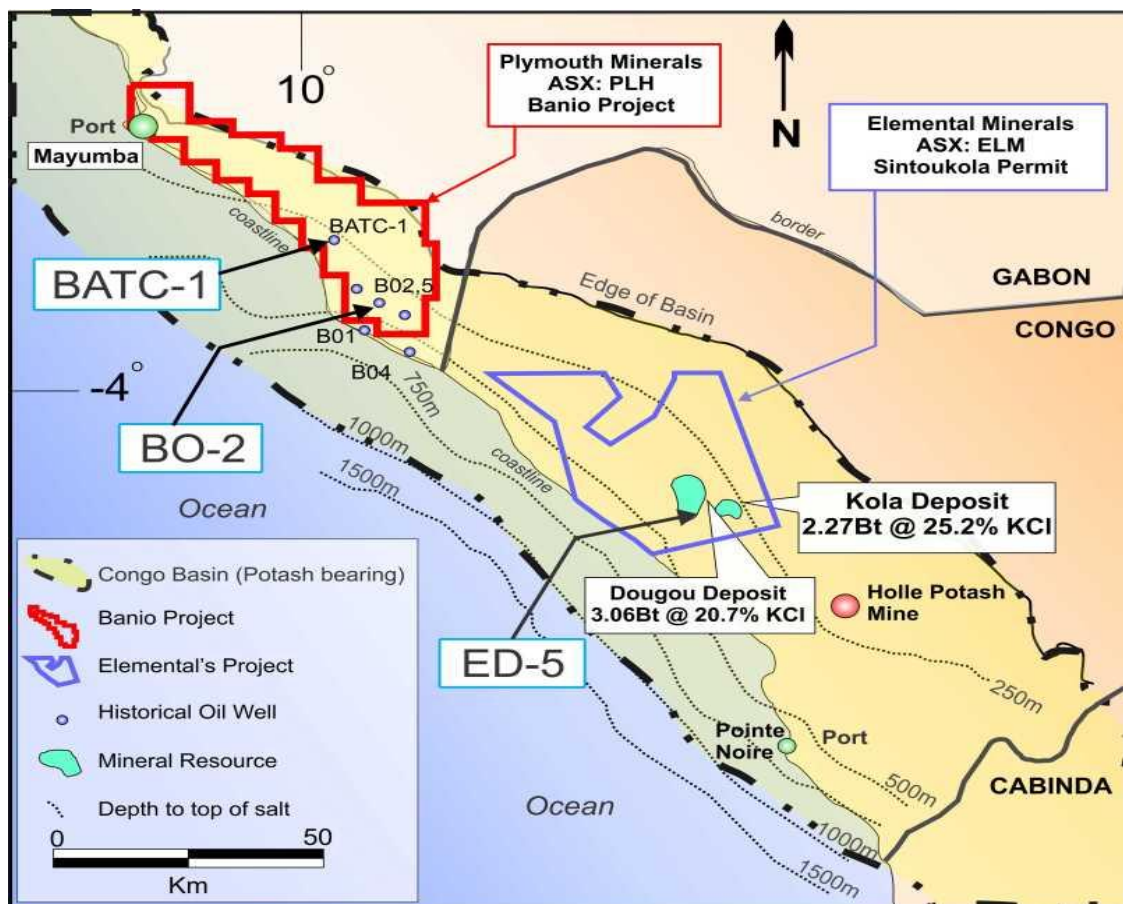 10°
Plymouth Minerals
ASX: PLH
Banio Project
N
Elemental Minerals
ASX: ELM
Sintoukola Permit
Port
Mayumba
coastline
BATC-1
BATC-1
border
B02,5
GABON
CONGO
Edge of Basin
B01
B04
-4°
750m
BO-2
1000m
1500m
coastline
Ocean
Kola Deposit
2.27Bt @ 25.2% KCl
Dougou Deposit
3.06Bt @ 20.7% KCl
Holle Potash
Mine
ED-5
250m
Pointe
Noire
Port
500m
CABINDA
Ocean
1000m
1500m
Congo Basin (Potash bearing)
Banio Project
Elemental's Project
Historical Oil Well
Mineral Resource
Depth to top of salt
0 50
Km